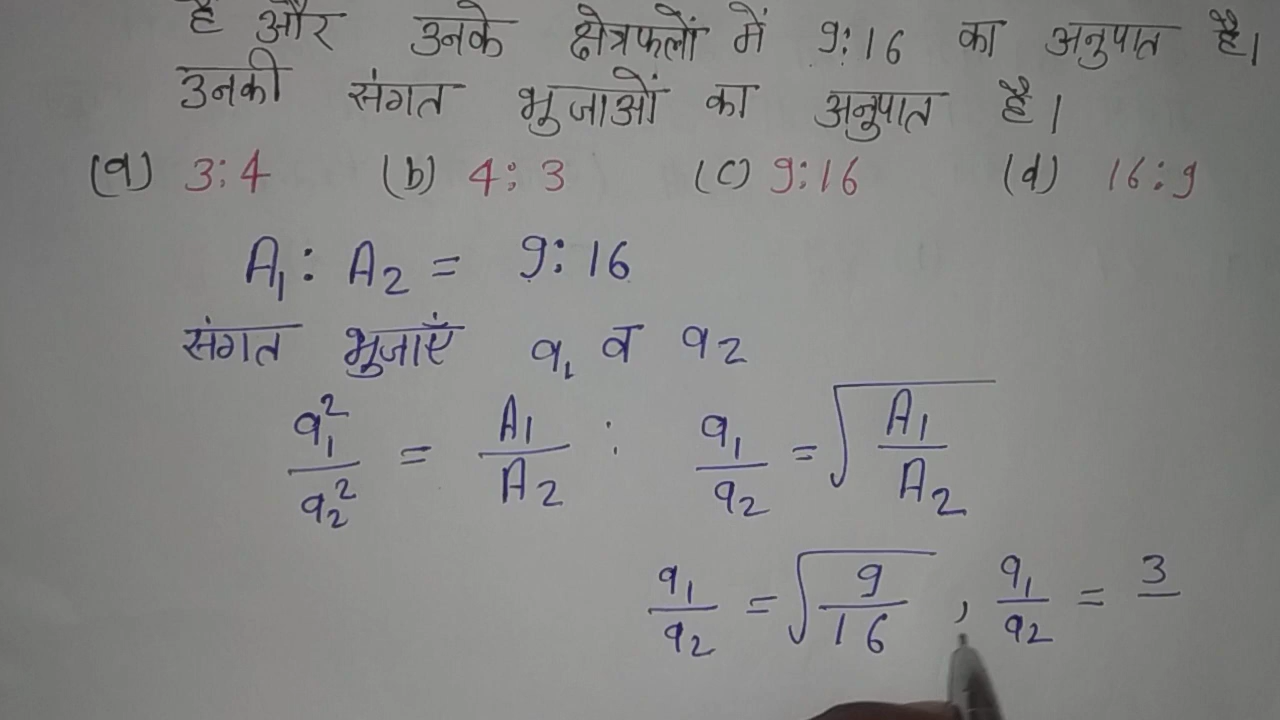 है और उनके क्षेत्रफलों में 9:16 का अनुपात है।
उनकी संगत भूजाओं का अनुपात है।
(a) 3:4 (b) 4:3 (c) 9:16 (d) 16:9
A₁ : A₂ = 9:16
संगत भूजाएँ a₁ व a₂
a₁²/a₂² = A₁/A₂ : a₁/a₂ = √(A₁/A₂)
a₁/a₂ = √(9/16) , a₁/a₂ = 3/